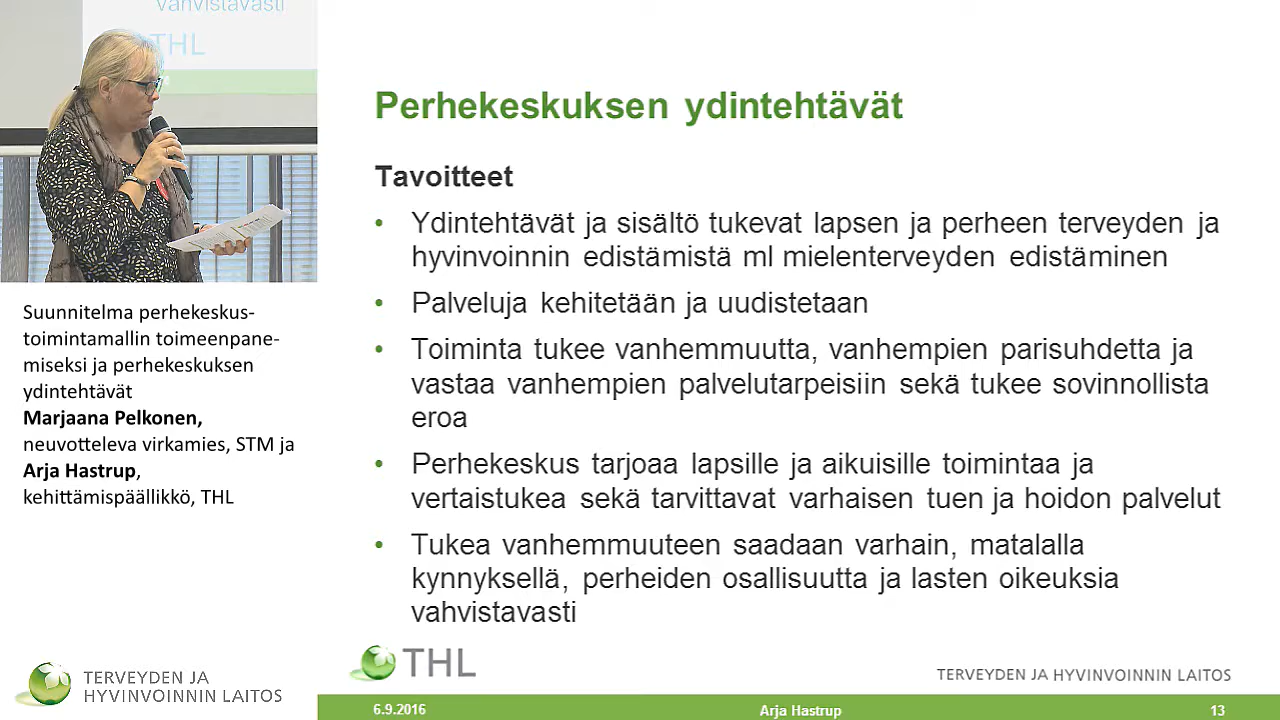 vahvistavasti
THL
Perhekeskuksen ydintehtävät
Tavoitteet
• Ydintehtävät ja sisältö tukevat lapsen ja perheen terveyden ja
hyvinvoinnin edistämistä ml mielenterveyden edistäminen
• Palveluja kehitetään ja uudistetaan
• Toiminta tukee vanhemmuutta, vanhempien parisuhdetta ja
vastaa vanhempien palvelutarpeisiin sekä tukee sovinnollista
eroa
• Perhekeskus tarjoaa lapsille ja aikuisille toimintaa ja
vertaistukea sekä tarvittavat varhaisen tuen ja hoidon palvelut
• Tukea vanhemmuuteen saadaan varhain, matalalla
kynnyksellä, perheiden osallisuutta ja lasten oikeuksia
vahvistavasti
Suunnitelma perhekeskus-
toimintamallin toimeenpane-
miseksi ja perhekeskuksen
ydintehtävät
Marjaana Pelkonen,
neuvotteleva virkamies, STM ja
Arja Hastrup,
kehittämispäällikkö, THL
TERVEYDEN JA
HYVINVOINNIN LAITOS
THL
TERVEYDEN JA HYVINVOINNIN LAITOS
6.9.2016
Arja Hastrup
13